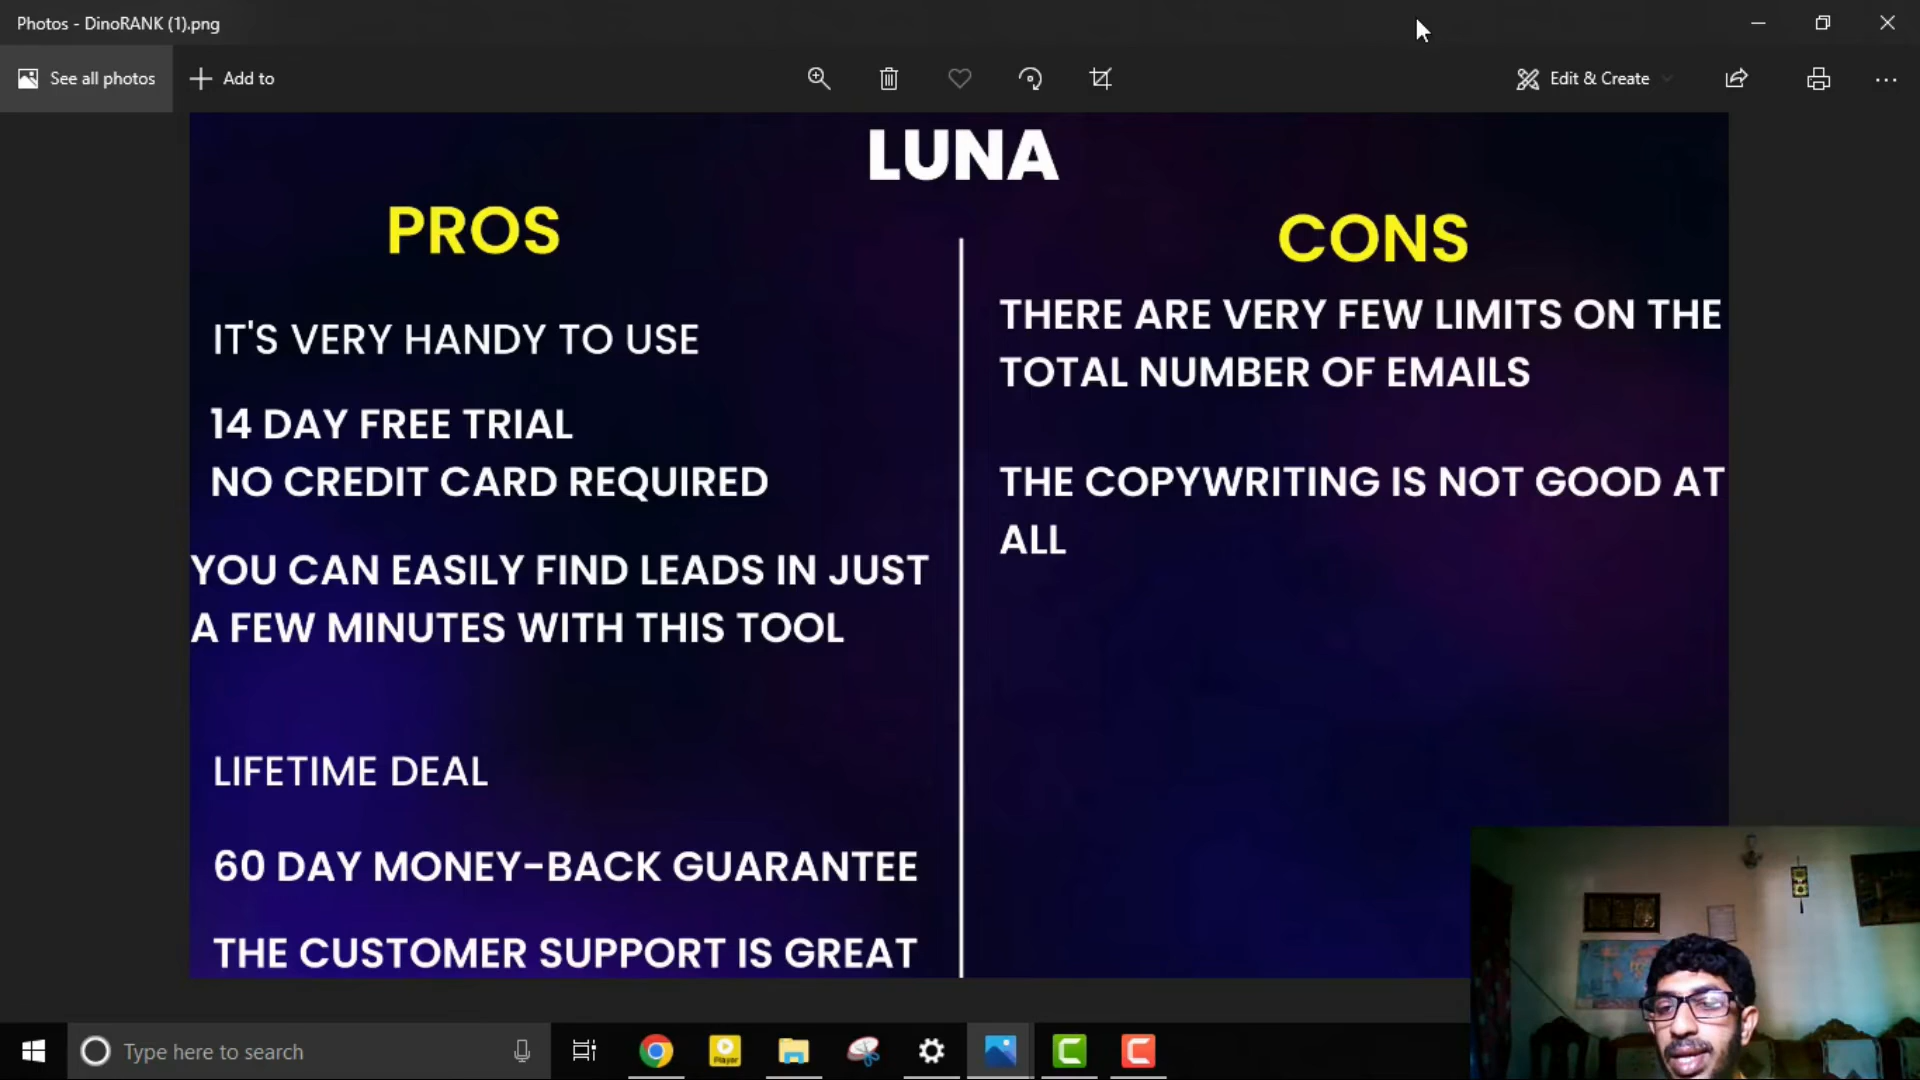 Photos - DinoRANK (1).png
See all photos
Add to
Edit & Create
LUNA
PROS
IT'S VERY HANDY TO USE
14 DAY FREE TRIAL
NO CREDIT CARD REQUIRED
YOU CAN EASILY FIND LEADS IN JUST
A FEW MINUTES WITH THIS TOOL
LIFETIME DEAL
60 DAY MONEY-BACK GUARANTEE
THE CUSTOMER SUPPORT IS GREAT
CONS
THERE ARE VERY FEW LIMITS ON THE
TOTAL NUMBER OF EMAILS
THE COPYWRITING IS NOT GOOD AT
ALL
Type here to search
Player